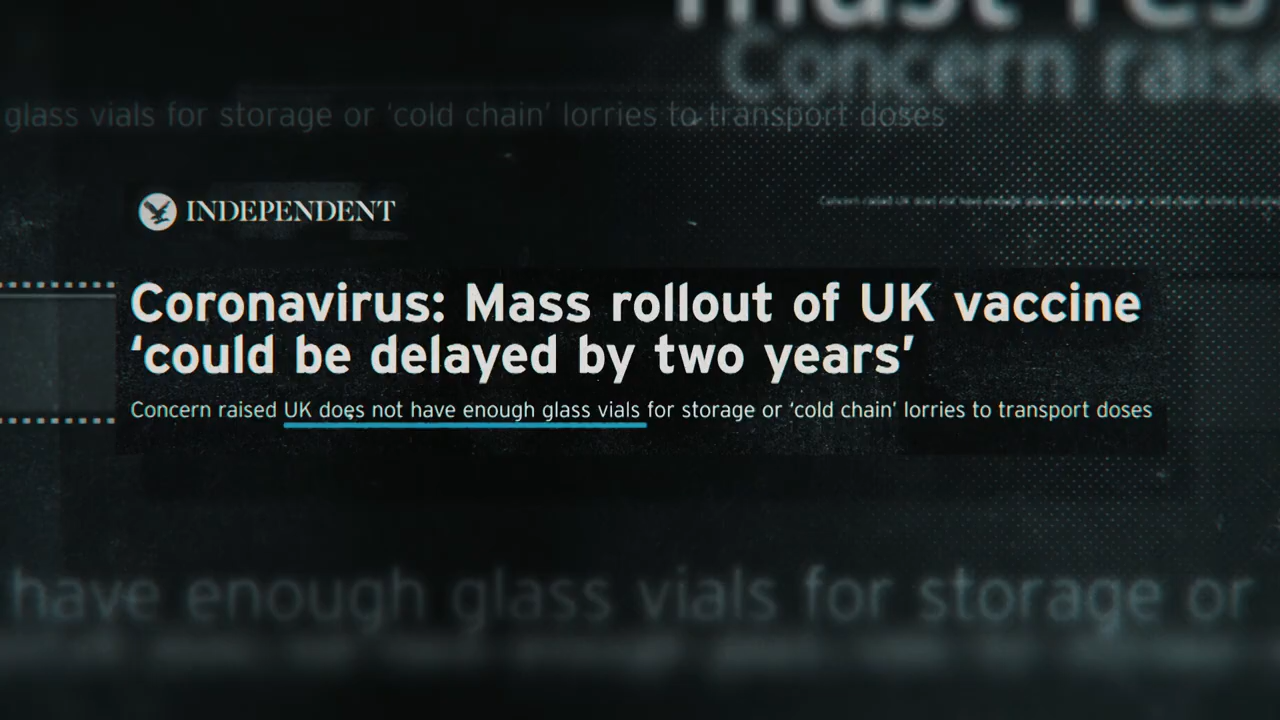 Concern raise
glass vials for storage or ‘cold chain’ lorries to transport doses
INDEPENDENT
Coronavirus: Mass rollout of UK vaccine
‘could be delayed by two years’
Concern raised UK does not have enough glass vials for storage or ‘cold chain’ lorries to transport doses
have enough glass vials for storage or